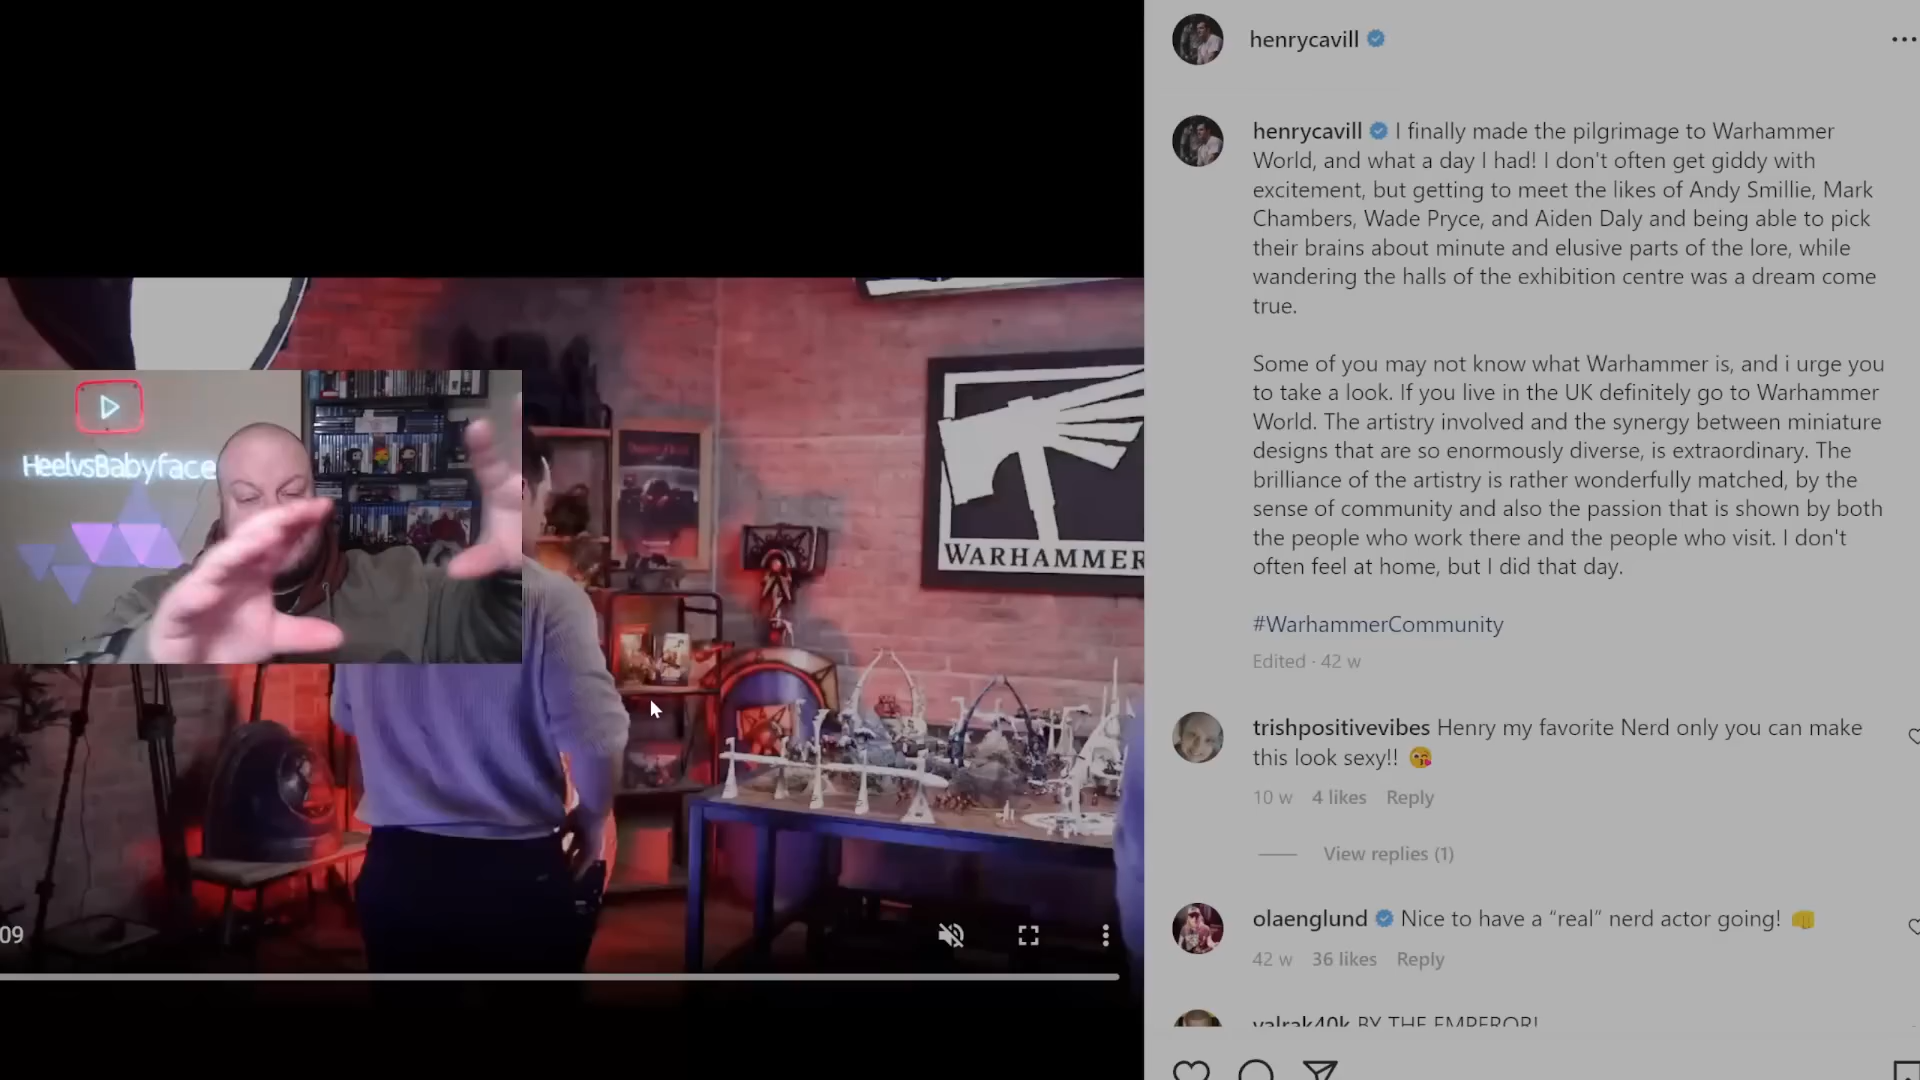 henrycavill
henrycavill I finally made the pilgrimage to Warhammer
World, and what a day I had! I don't often get giddy with
excitement, but getting to meet the likes of Andy Smillie, Mark
Chambers, Wade Pryce, and Aiden Daly and being able to pick
their brains about minute and elusive parts of the lore, while
wandering the halls of the exhibition centre was a dream come
true.
Some of you may not know what Warhammer is, and i urge you
to take a look. If you live in the UK definitely go to Warhammer
World. The artistry involved and the synergy between miniature
designs that are so enormously diverse, is extraordinary. The
brilliance of the artistry is rather wonderfully matched, by the
sense of community and also the passion that is shown by both
the people who work there and the people who visit. I don't
often feel at home, but I did that day.
#WarhammerCommunity
Edited · 42 w
trishpositivevibes Henry my favorite Nerd only you can make
this look sexy!! 😘
10 w 4 likes Reply
View replies (1)
olaenglund Nice to have a “real” nerd actor going! 👊
42 w 36 likes Reply
valrak40k BY THE EMPEROR!
HeelvsBabyface
WARHAMMER
09